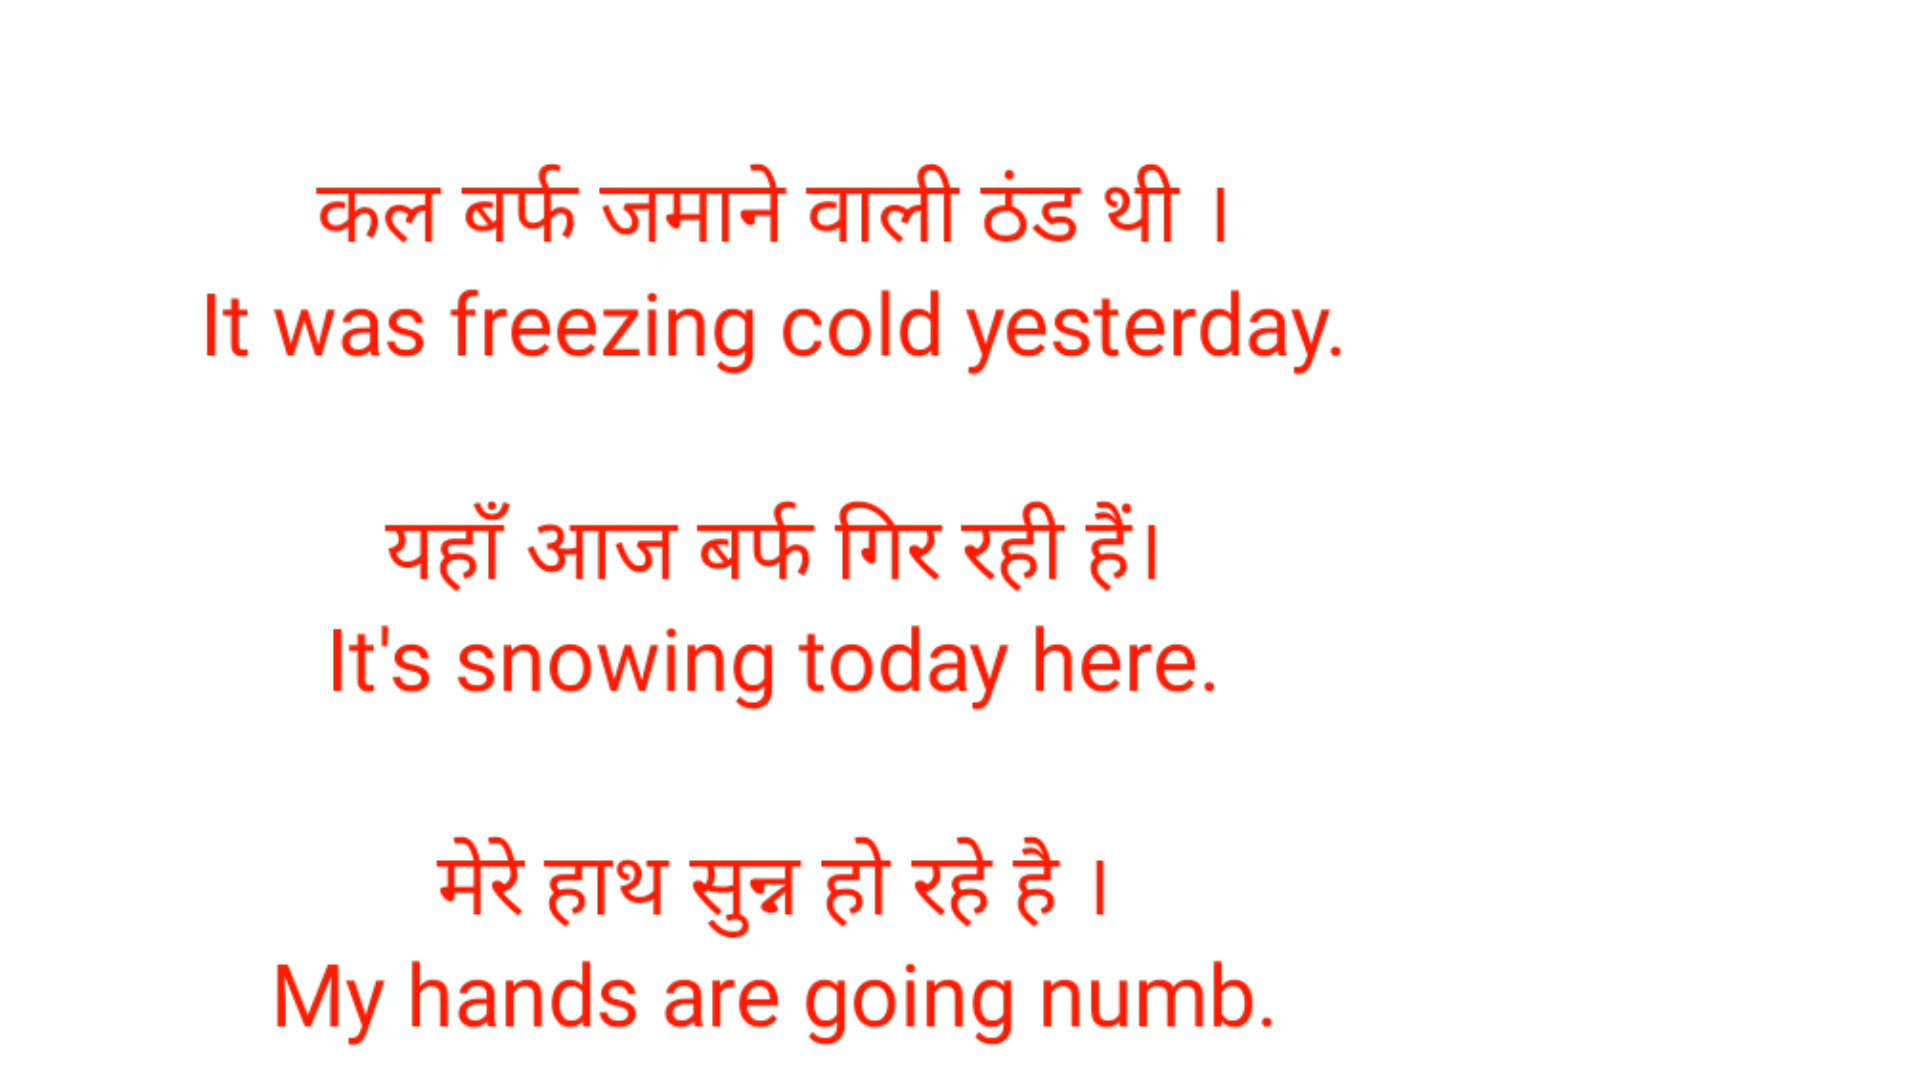 कल बर्फ जमाने वाली ठंड थी ।
It was freezing cold yesterday.
यहाँ आज बर्फ गिर रही हैं।
It's snowing today here.
मेरे हाथ सुन्न हो रहे है ।
My hands are going numb.